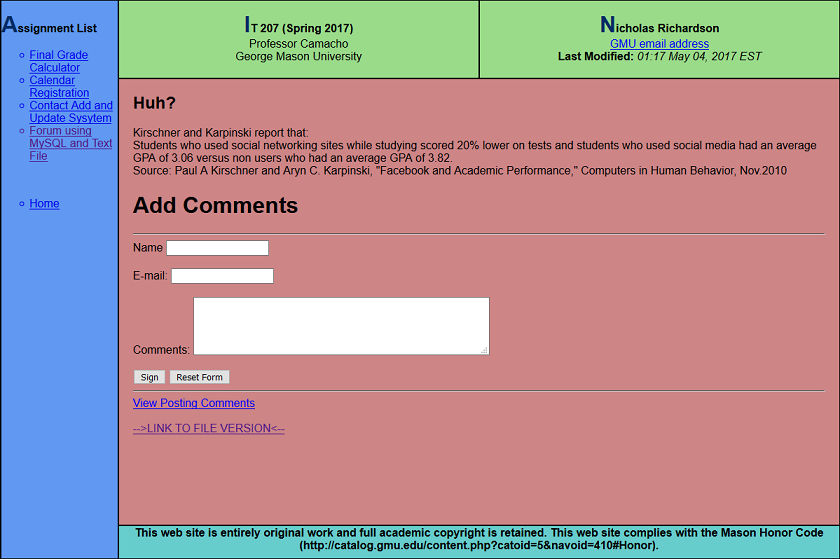 Assignment List
Final Grade
Calculator
Calendar
Registration
Contact Add and
Update Sysytem
Forum using
MySQL and Text
File
Home
IT 207 (Spring 2017)
Professor Camacho
George Mason University
Nicholas Richardson
GMU email address
Last Modified: 01:17 May 04, 2017 EST
Huh?
Kirschner and Karpinski report that:
Students who used social networking sites while studying scored 20% lower on tests and students who used social media had an average
GPA of 3.06 versus non users who had an average GPA of 3.82.
Source: Paul A Kirschner and Aryn C. Karpinski, "Facebook and Academic Performance," Computers in Human Behavior, Nov.2010
Add Comments
Name
E-mail:
Comments:
Sign Reset Form
View Posting Comments
-->LINK TO FILE VERSION<--
This web site is entirely original work and full academic copyright is retained. This web site complies with the Mason Honor Code
(http://catalog.gmu.edu/content.php?catoid=5&navoid=410#Honor).